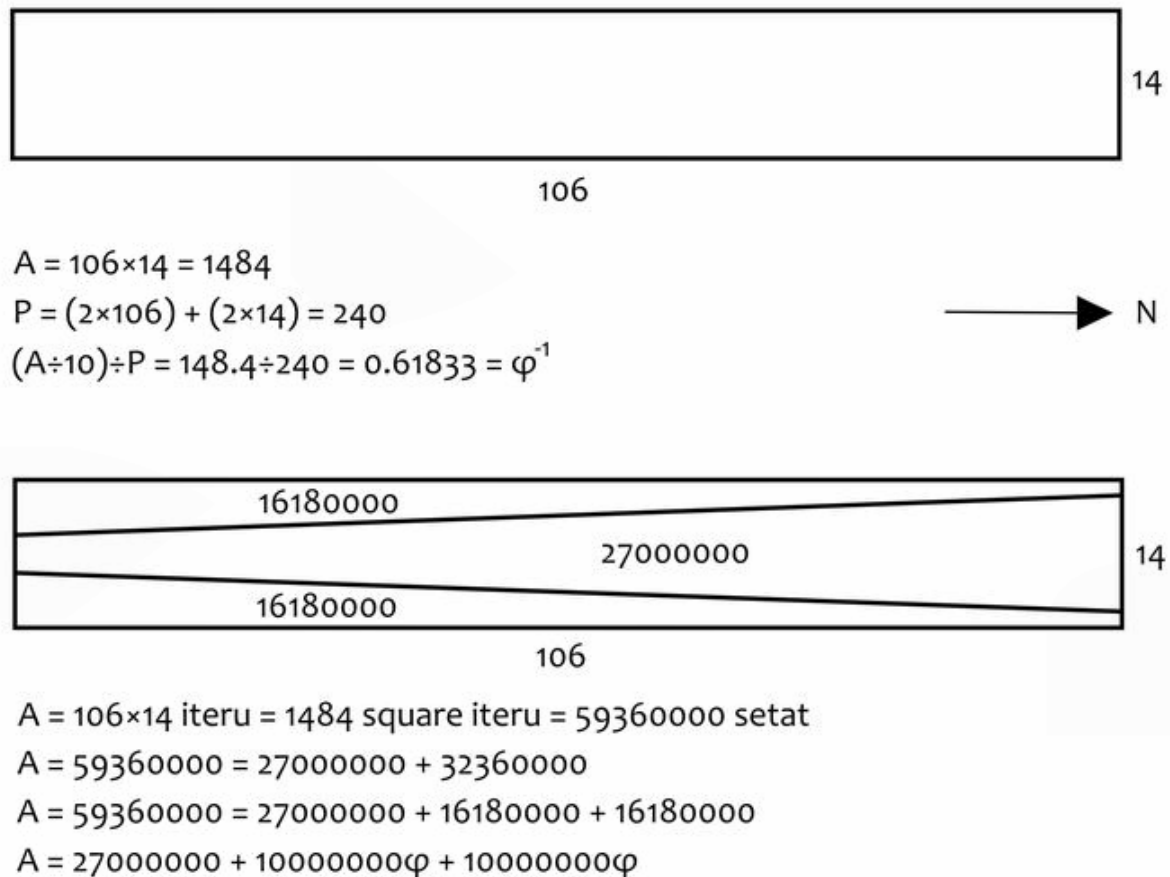 14
106
A = 106×14 = 1484
P = (2×106) + (2×14) = 240
N
(A÷10)÷P = 148.4÷240 = 0.61833 = φ⁻¹
16180000
27000000
14
16180000
106
A = 106×14 iteru = 1484 square iteru = 59360000 setat
A = 59360000 = 27000000 + 32360000
A = 59360000 = 27000000 + 16180000 + 16180000
A = 27000000 + 10000000φ + 10000000φ